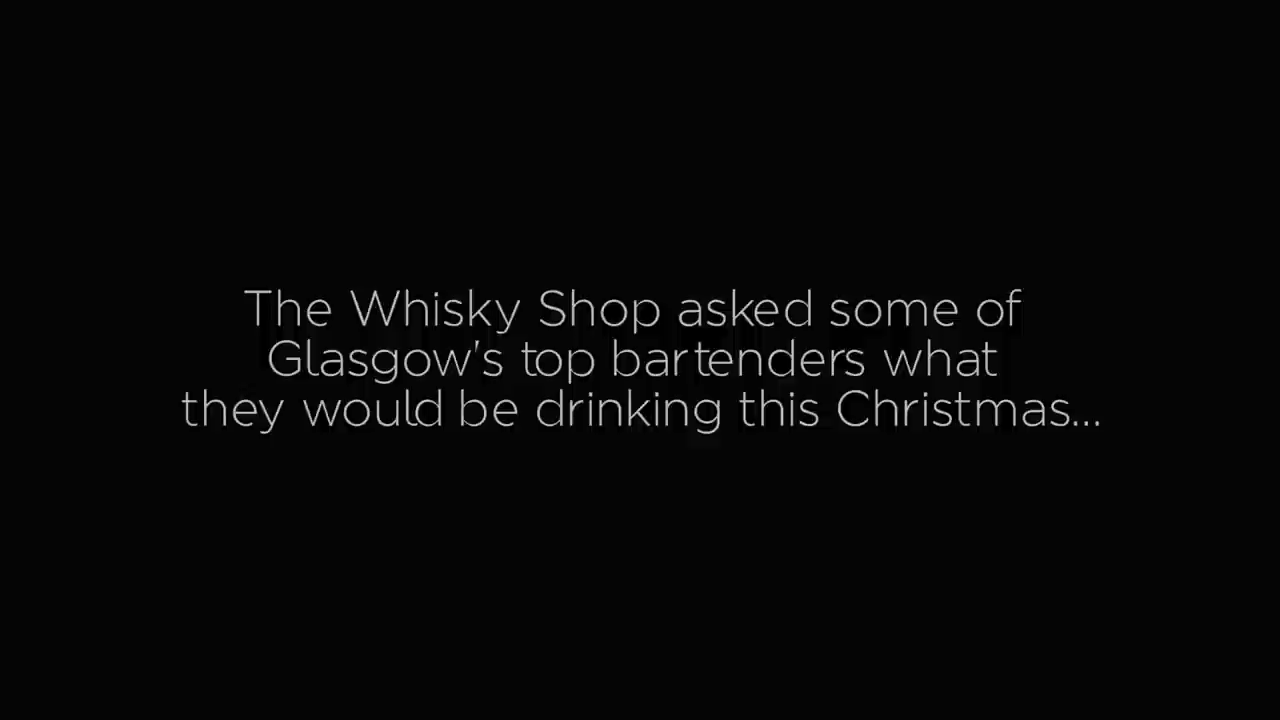 The Whisky Shop asked some of
Glasgow's top bartenders what
they would be drinking this Christmas...